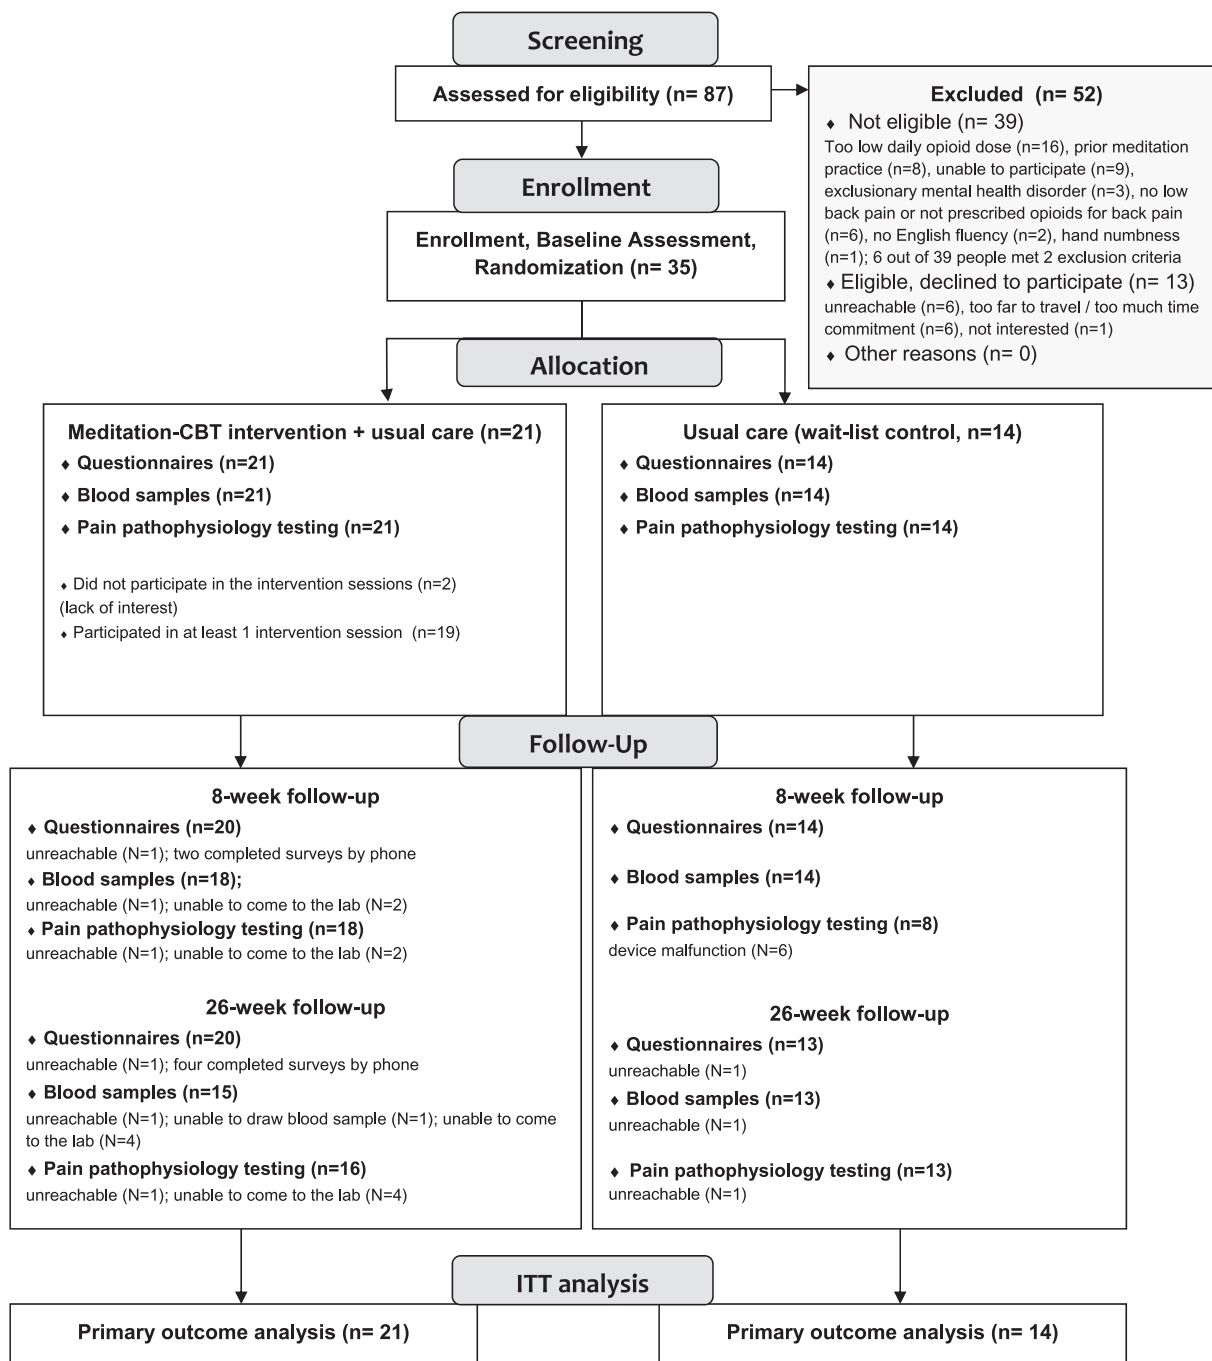 Screening
Assessed for eligibility (n= 87)
Excluded (n= 52)
♦ Not eligible (n= 39)
Too low daily opioid dose (n=16), prior meditation
practice (n=8), unable to participate (n=9),
exclusionary mental health disorder (n=3), no low
back pain or not prescribed opioids for back pain
(n=6), no English fluency (n=2), hand numbness
(n=1); 6 out of 39 people met 2 exclusion criteria
♦ Eligible, declined to participate (n= 13)
unreachable (n=6), too far to travel / too much time
commitment (n=6), not interested (n=1)
♦ Other reasons (n= 0)
Enrollment
Enrollment, Baseline Assessment,
Randomization (n= 35)
Allocation
Meditation-CBT intervention + usual care (n=21)
♦ Questionnaires (n=21)
♦ Blood samples (n=21)
♦ Pain pathophysiology testing (n=21)
♦ Did not participate in the intervention sessions (n=2)
(lack of interest)
♦ Participated in at least 1 intervention session (n=19)
Usual care (wait-list control, n=14)
♦ Questionnaires (n=14)
♦ Blood samples (n=14)
♦ Pain pathophysiology testing (n=14)
Follow-Up
8-week follow-up
♦ Questionnaires (n=20)
unreachable (N=1); two completed surveys by phone
♦ Blood samples (n=18);
unreachable (N=1); unable to come to the lab (N=2)
♦ Pain pathophysiology testing (n=18)
unreachable (N=1); unable to come to the lab (N=2)
26-week follow-up
♦ Questionnaires (n=20)
unreachable (N=1); four completed surveys by phone
♦ Blood samples (n=15)
unreachable (N=1); unable to draw blood sample (N=1); unable to come
to the lab (N=4)
♦ Pain pathophysiology testing (n=16)
unreachable (N=1); unable to come to the lab (N=4)
8-week follow-up
♦ Questionnaires (n=14)
♦ Blood samples (n=14)
♦ Pain pathophysiology testing (n=8)
device malfunction (N=6)
26-week follow-up
♦ Questionnaires (n=13)
unreachable (N=1)
♦ Blood samples (n=13)
unreachable (N=1)
♦ Pain pathophysiology testing (n=13)
unreachable (N=1)
ITT analysis
Primary outcome analysis (n= 21)
Primary outcome analysis (n= 14)